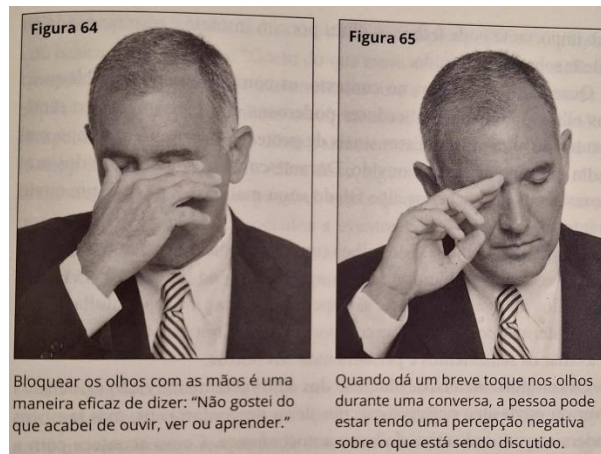 Figura 64
Bloquear os olhos com as mãos é uma
maneira eficaz de dizer: “Não gostei do
que acabei de ouvir, ver ou aprender.”
Figura 65
Quando dá um breve toque nos olhos
durante uma conversa, a pessoa pode
estar tendo uma percepção negativa
sobre o que está sendo discutido.